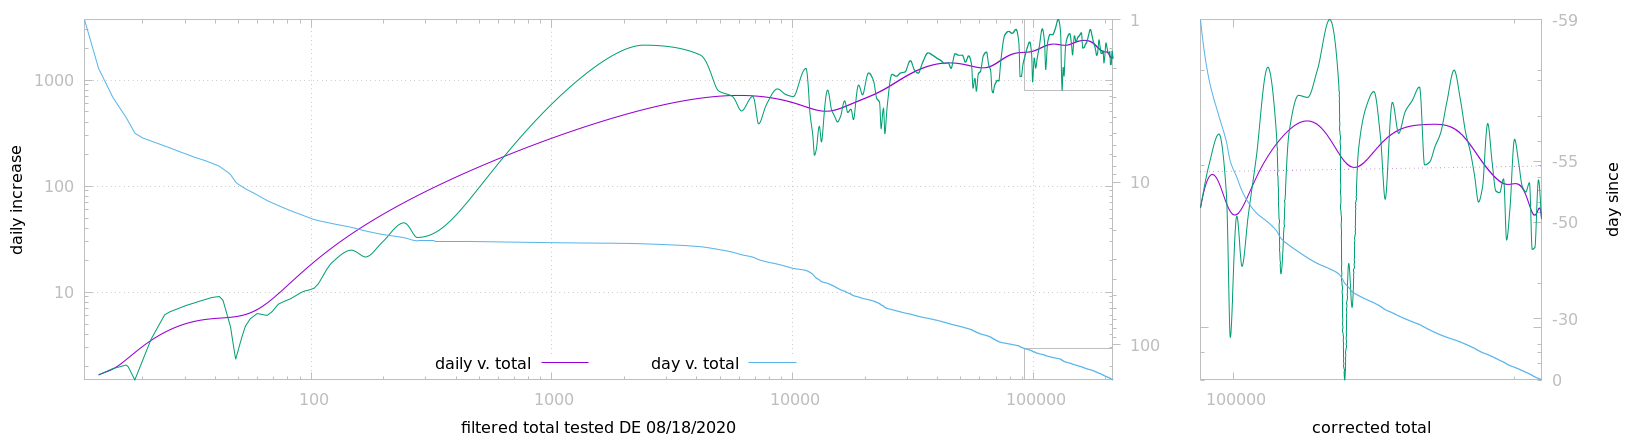 daily increase
1000
100
10
daily v. total
day v. total
100
1000
10000
100000
1
10
100
filtered total tested DE 08/18/2020
-59
-55
-50
-30
0
day since
100000
corrected total